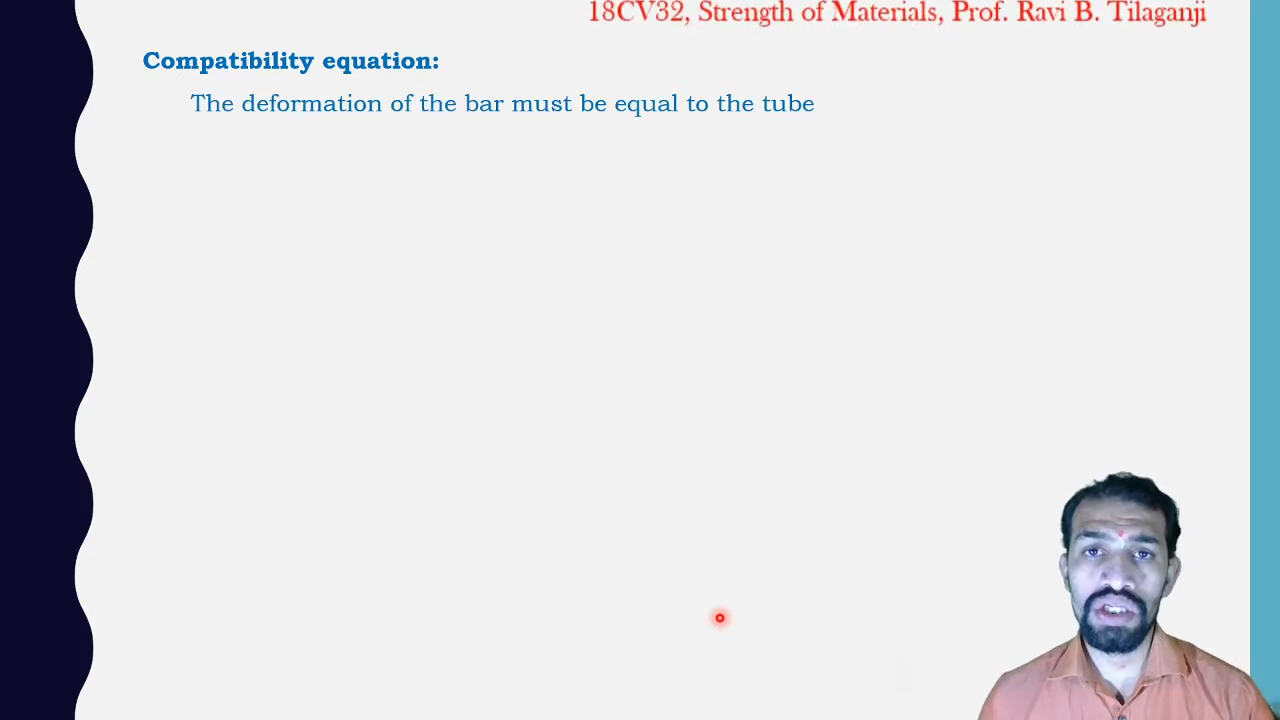 18CV32, Strength of Materials, Prof. Ravi B. Tilaganji
Compatibility equation:
The deformation of the bar must be equal to the tube